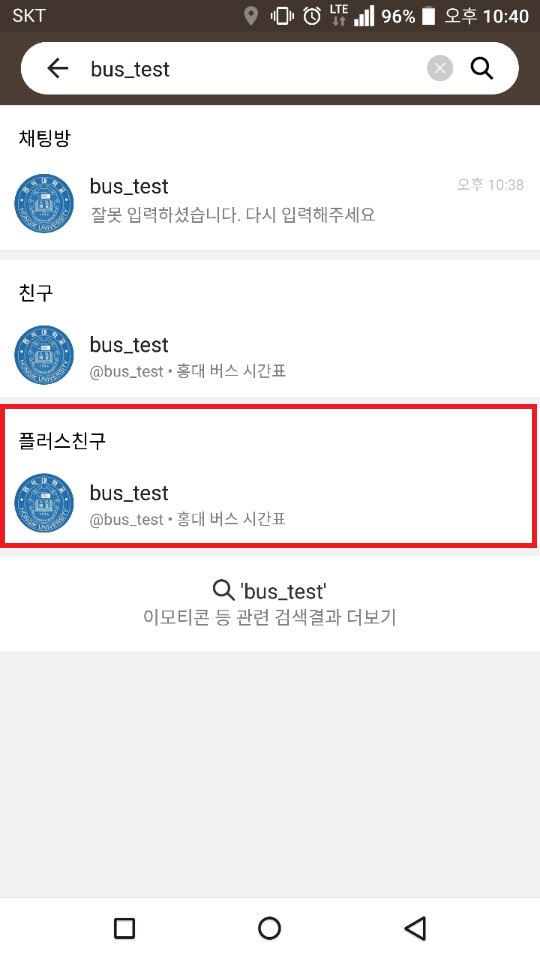 SKT LTE 96% 오후 10:40
bus_test
채팅방
bus_test 오후 10:38
잘못 입력하셨습니다. 다시 입력해주세요
친구
bus_test
@bus_test • 홍대 버스 시간표
플러스친구
bus_test
@bus_test • 홍대 버스 시간표
'bus_test'
이모티콘 등 관련 검색결과 더보기